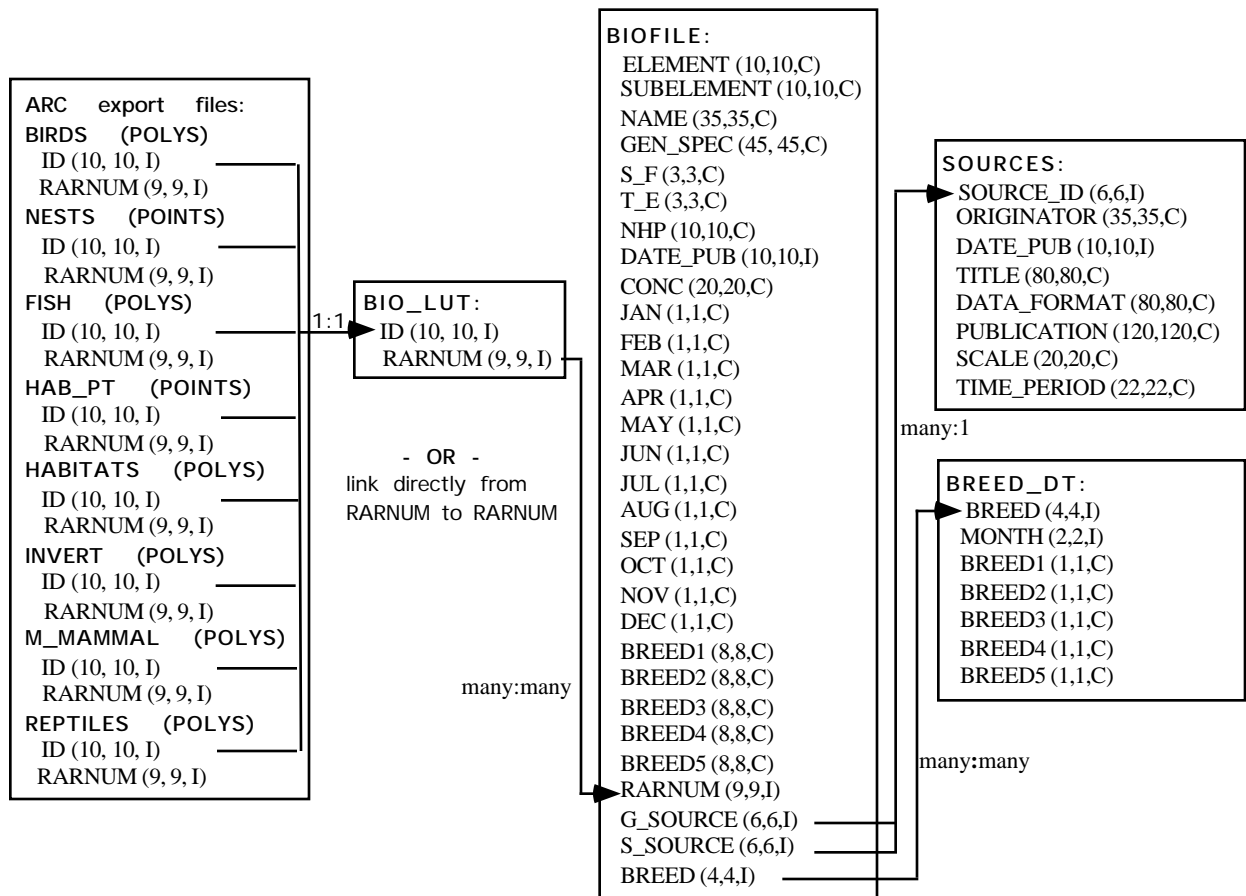 ARC export files:
BIRDS (POLYS)
ID (10, 10, I)
RARNUM (9, 9, I)
NESTS (POINTS)
ID (10, 10, I)
RARNUM (9, 9, I)
FISH (POLYS)
ID (10, 10, I)
RARNUM (9, 9, I)
HAB_PT (POINTS)
ID (10, 10, I)
RARNUM (9, 9, I)
HABITATS (POLYS)
ID (10, 10, I)
RARNUM (9, 9, I)
INVERT (POLYS)
ID (10, 10, I)
RARNUM (9, 9, I)
M_MAMMAL (POLYS)
ID (10, 10, I)
RARNUM (9, 9, I)
REPTILES (POLYS)
ID (10, 10, I)
RARNUM (9, 9, I)
1:1
BIO_LUT:
ID (10, 10, I)
RARNUM (9, 9, I)
- OR -
link directly from
RARNUM to RARNUM
many:many
BIOFILE:
ELEMENT (10,10,C)
SUBELEMENT (10,10,C)
NAME (35,35,C)
GEN_SPEC (45, 45,C)
S_F (3,3,C)
T_E (3,3,C)
NHP (10,10,C)
DATE_PUB (10,10,I)
CONC (20,20,C)
JAN (1,1,C)
FEB (1,1,C)
MAR (1,1,C)
APR (1,1,C)
MAY (1,1,C)
JUN (1,1,C)
JUL (1,1,C)
AUG (1,1,C)
SEP (1,1,C)
OCT (1,1,C)
NOV (1,1,C)
DEC (1,1,C)
BREED1 (8,8,C)
BREED2 (8,8,C)
BREED3 (8,8,C)
BREED4 (8,8,C)
BREED5 (8,8,C)
RARNUM (9,9,I)
G_SOURCE (6,6,I)
S_SOURCE (6,6,I)
BREED (4,4,I)
many:1
many:many
SOURCES:
SOURCE_ID (6,6,I)
ORIGINATOR (35,35,C)
DATE_PUB (10,10,I)
TITLE (80,80,C)
DATA_FORMAT (80,80,C)
PUBLICATION (120,120,C)
SCALE (20,20,C)
TIME_PERIOD (22,22,C)
BREED_DT:
BREED (4,4,I)
MONTH (2,2,I)
BREED1 (1,1,C)
BREED2 (1,1,C)
BREED3 (1,1,C)
BREED4 (1,1,C)
BREED5 (1,1,C)